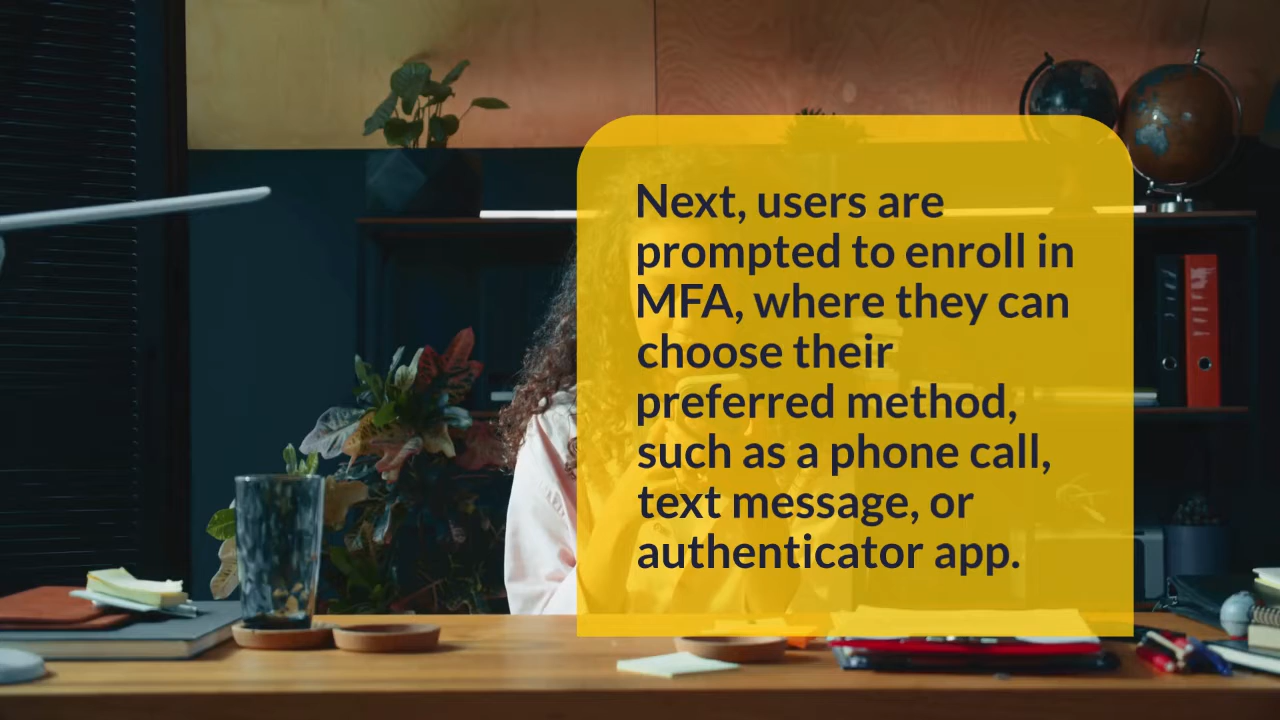 Next, users are
prompted to enroll in
MFA, where they can
choose their
preferred method,
such as a phone call,
text message, or
authenticator app.